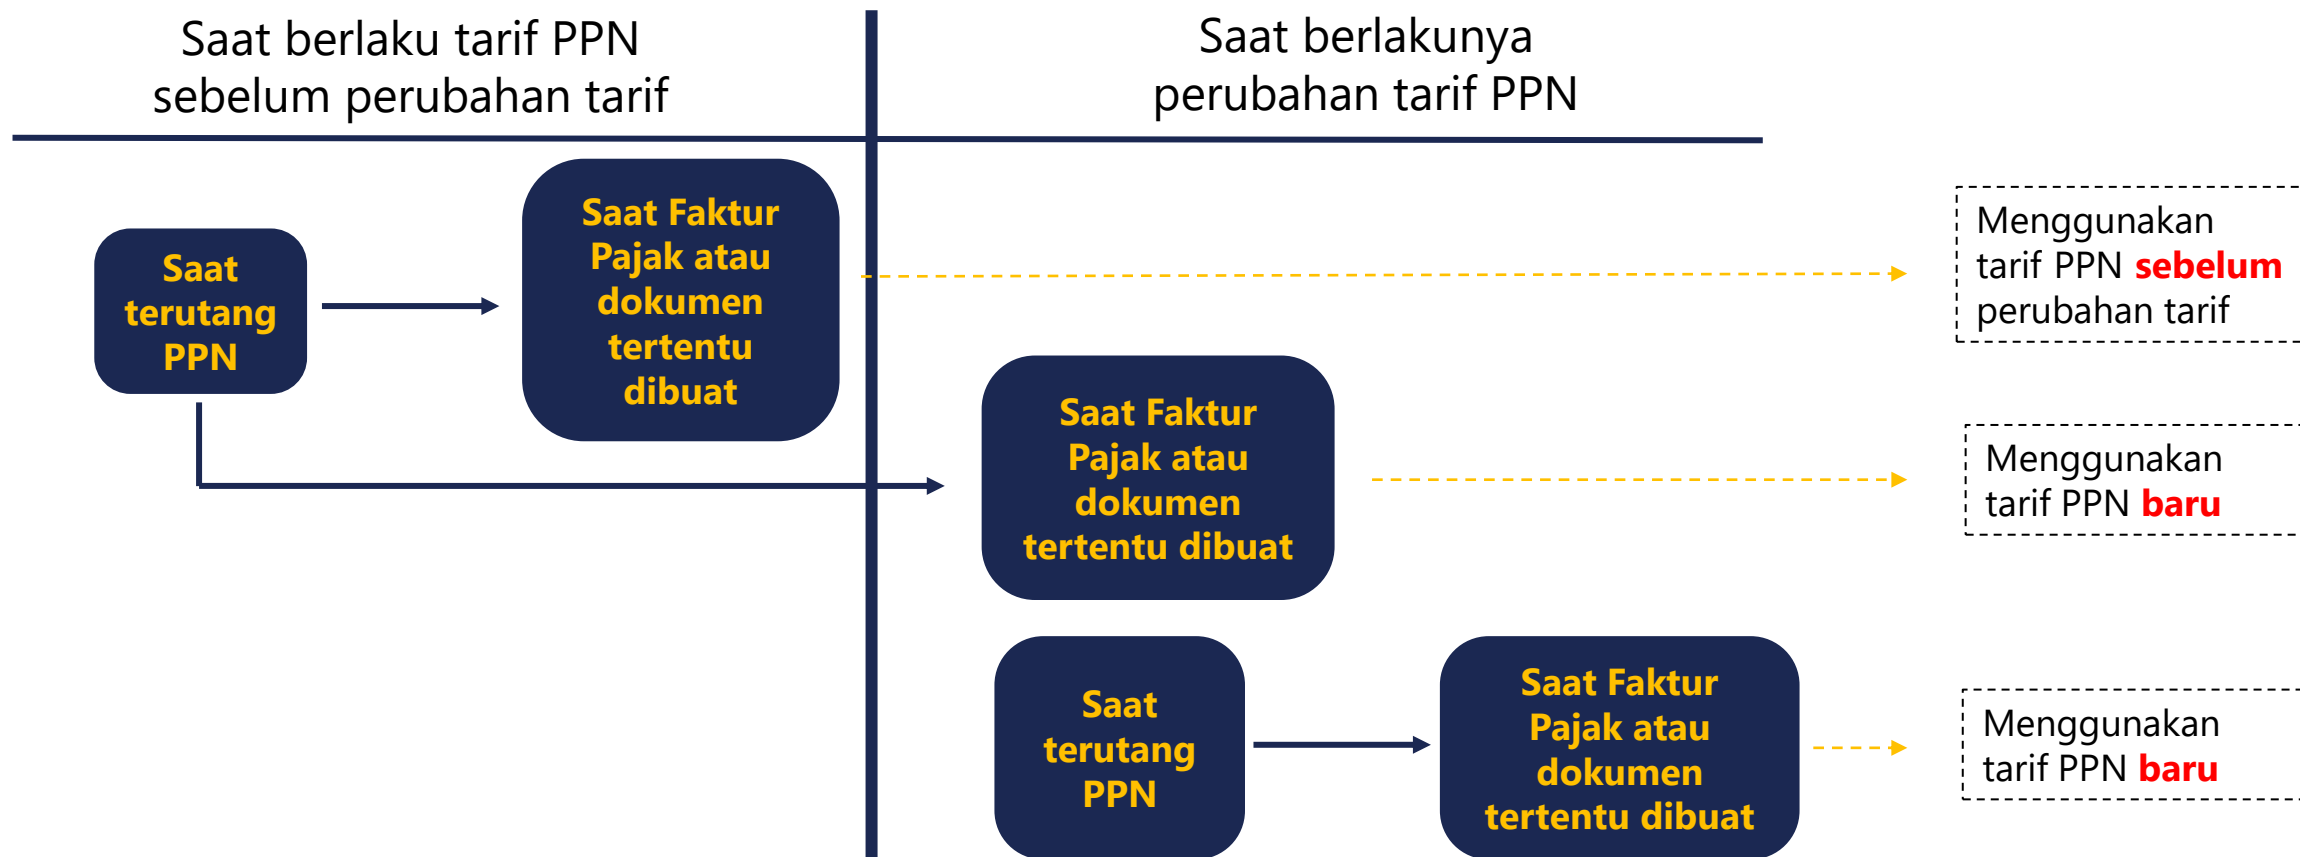 Saat berlaku tarif PPN
sebelum perubahan tarif
Saat berlakunya
perubahan tarif PPN
Saat
terutang
PPN
Saat Faktur
Pajak atau
dokumen
tertentu
dibuat
Menggunakan
tarif PPN sebelum
perubahan tarif
Saat Faktur
Pajak atau
dokumen
tertentu dibuat
Menggunakan
tarif PPN baru
Saat
terutang
PPN
Saat Faktur
Pajak atau
dokumen
tertentu dibuat
Menggunakan
tarif PPN baru